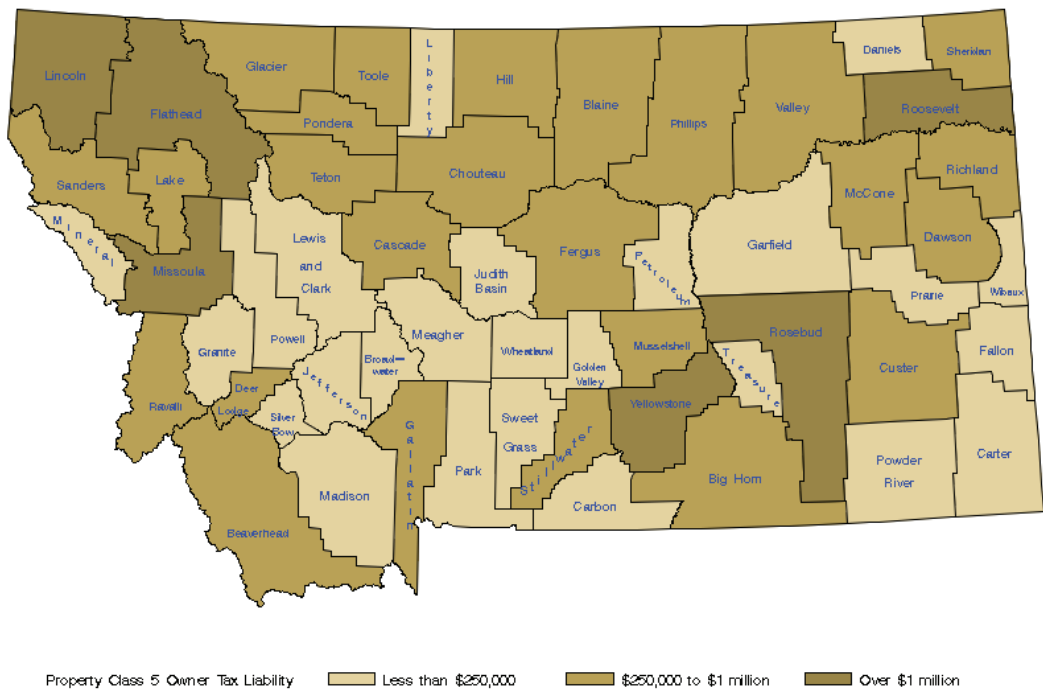 Daniels
Sheridan
Lincoln
Glacier
Toole
Liberty
Hill
Blaine
Phillips
Valley
Roosevelt
Flathead
Pondera
Sanders
Lake
Teton
Chouteau
McCone
Richland
Mineral
Missoula
Lewis
and
Clark
Cascade
Judith
Basin
Fergus
Petroleum
Garfield
Dawson
Prairie
Wibaux
Granite
Powell
Jefferson
Broad-
water
Meagher
Wheatland
Golden
Valley
Musselshell
Treasure
Rosebud
Custer
Fallon
Ravalli
Deer
Lodge
Silver
Bow
Gallatin
Park
Sweet
Grass
Stillwater
Yellowstone
Big Horn
Powder
River
Carter
Beaverhead
Madison
Carbon
Property Class 5 Owner Tax Liability
Less than $250,000
$250,000 to $1 million
Over $1 million